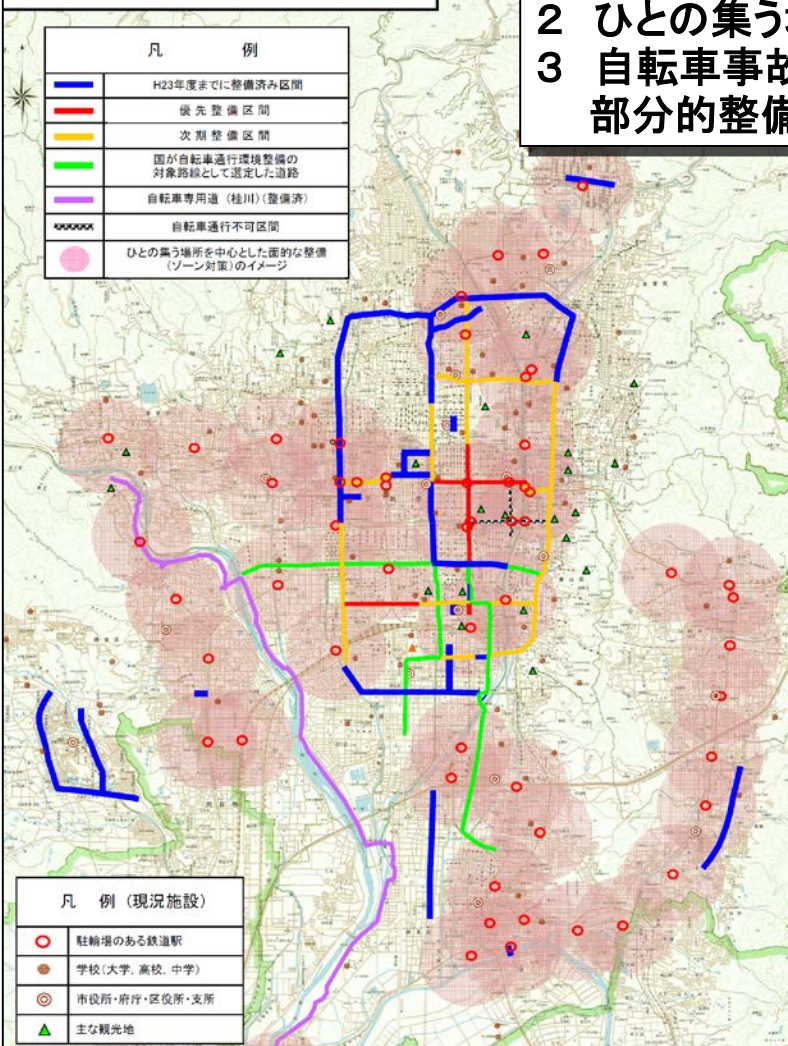 2 ひとの集う
3 自転車事故
部分的整備
凡 例
H23年度までに整備済み区間
優先整備区間
次期整備区間
国が自転車通行環境整備の
対象路線として選定した道路
自転車専用道(桂川)(整備済)
自転車通行不可区間
ひとの集う場所を中心とした面的な整備
(ゾーン対策)のイメージ
凡 例(現況施設)
駐輪場のある鉄道駅
学校(大学,高校,中学)
市役所・府庁・区役所・支所
主な観光地